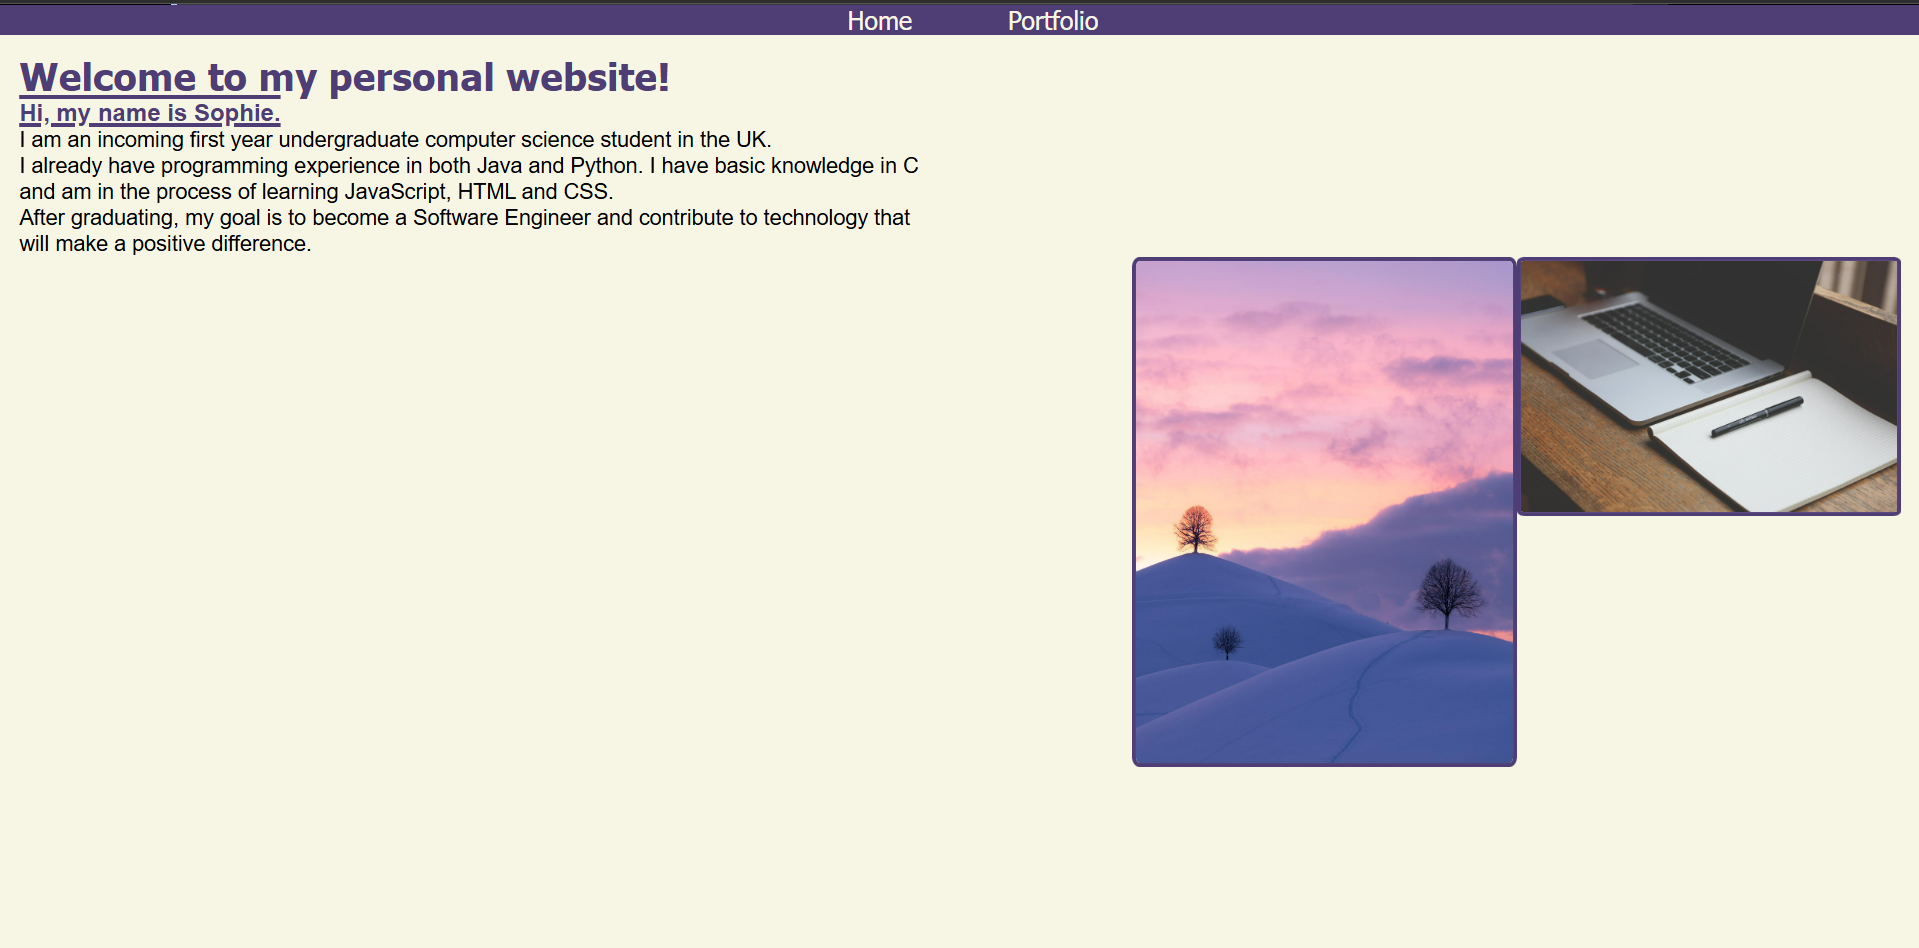 Home Portfolio
Welcome to my personal website!
Hi, my name is Sophie.
I am an incoming first year undergraduate computer science student in the UK.
I already have programming experience in both Java and Python. I have basic knowledge in C
and am in the process of learning JavaScript, HTML and CSS.
After graduating, my goal is to become a Software Engineer and contribute to technology that
will make a positive difference.